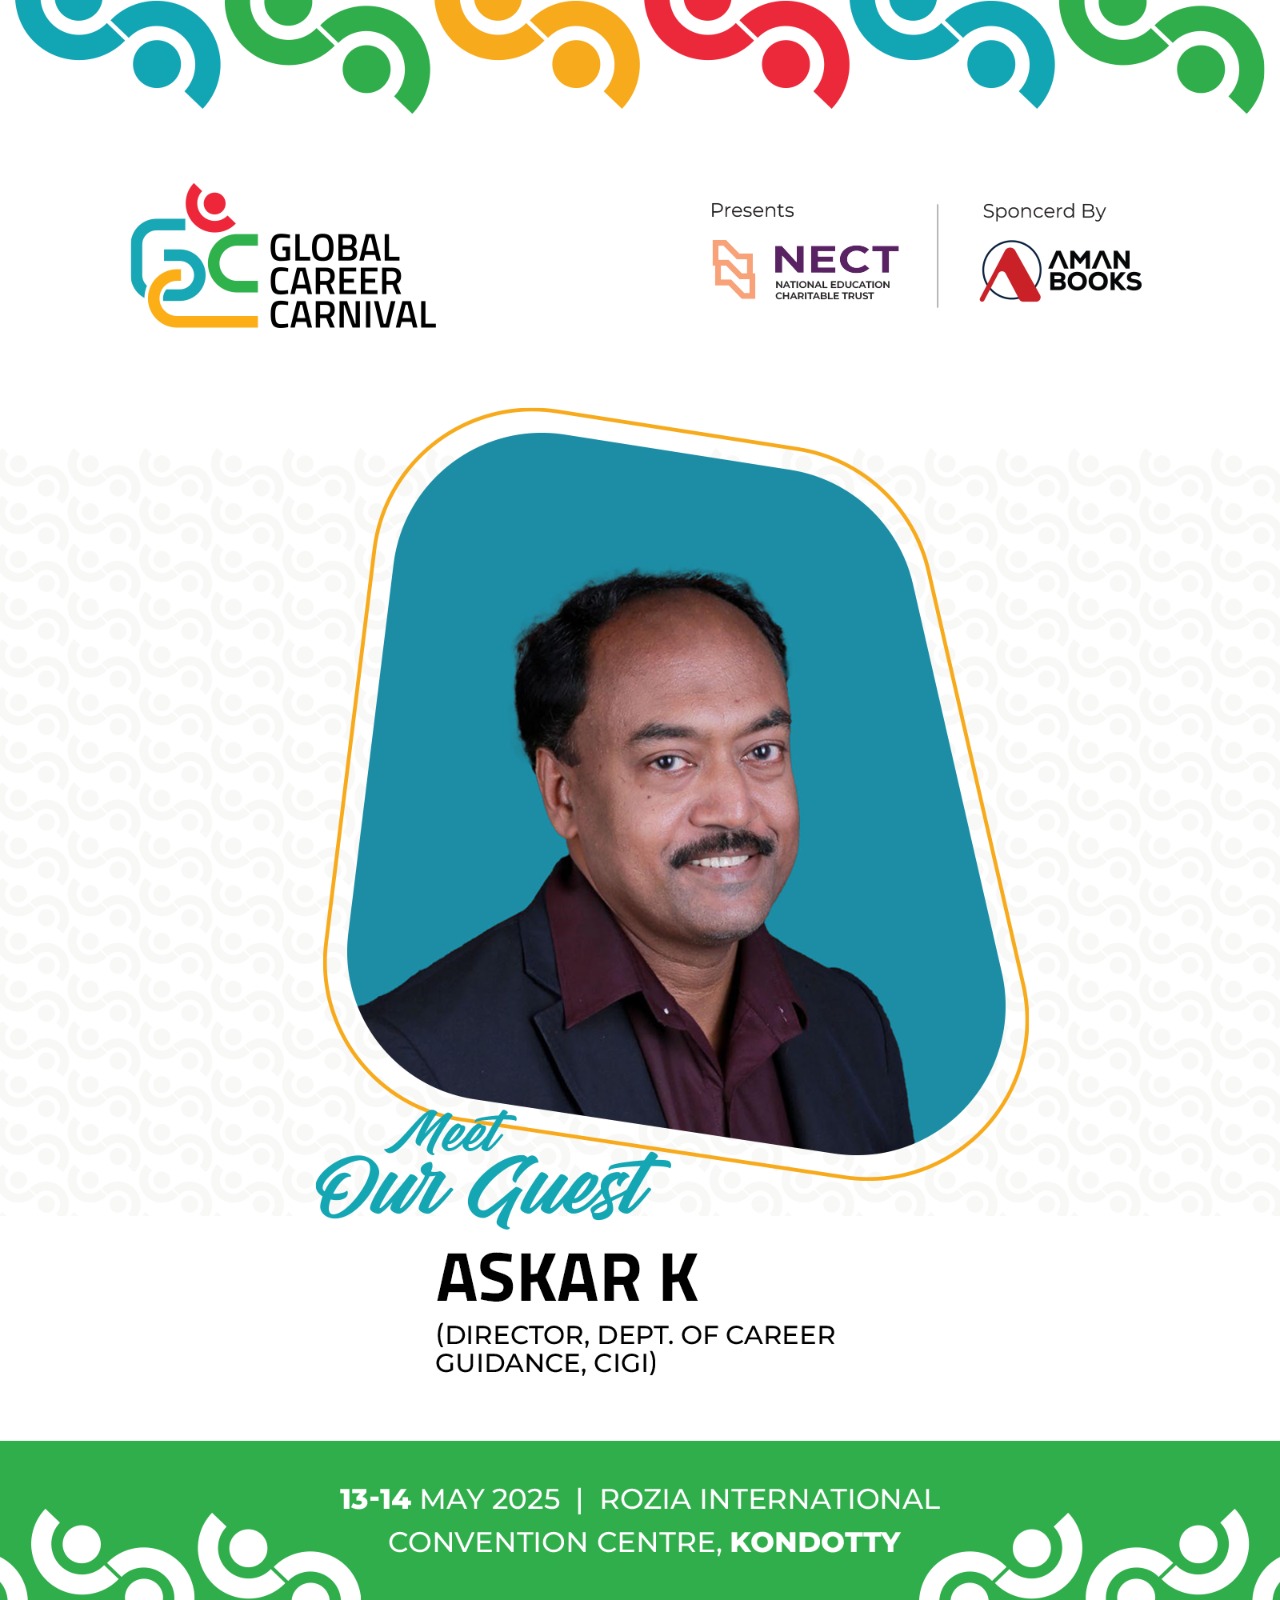 GLOBAL
CAREER
CARNIVAL
Presents
NECT
NATIONAL EDUCATION
CHARITABLE TRUST
Sponcerd By
AMAN
BOOKS
Meet
Our Guest
ASKAR K
(DIRECTOR, DEPT. OF CAREER
GUIDANCE, CIGI)
13-14 MAY 2025 | ROZIA INTERNATIONAL
CONVENTION CENTRE, KONDOTTY